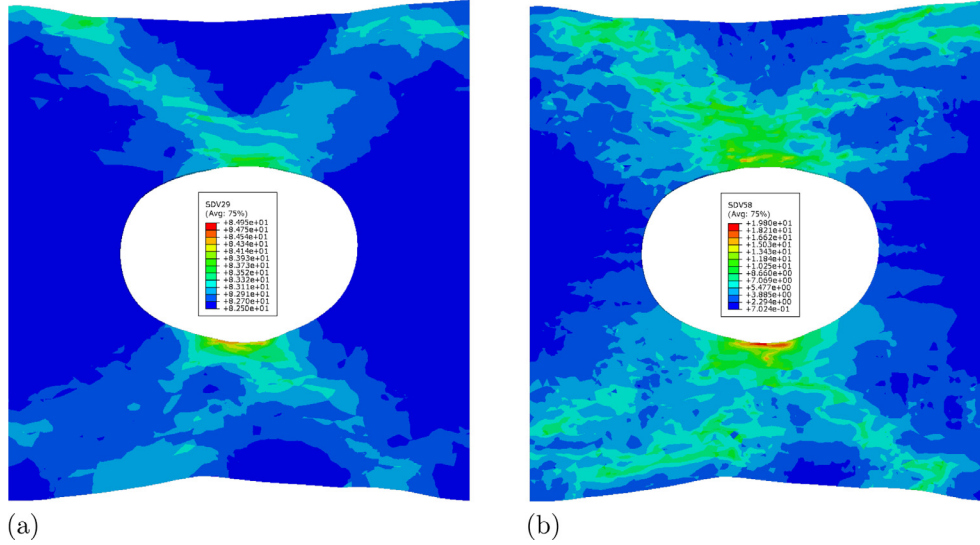 SDV29
(Avg: 75%)
+8.495e+01
+8.475e+01
+8.454e+01
+8.434e+01
+8.414e+01
+8.393e+01
+8.373e+01
+8.352e+01
+8.332e+01
+8.311e+01
+8.291e+01
+8.270e+01
+8.250e+01
SDV58
(Avg: 75%)
+1.980e+01
+1.821e+01
+1.662e+01
+1.503e+01
+1.343e+01
+1.184e+01
+1.025e+01
+8.660e+00
+7.069e+00
+5.477e+00
+3.885e+00
+2.294e+00
+7.024e-01
(a)
(b)